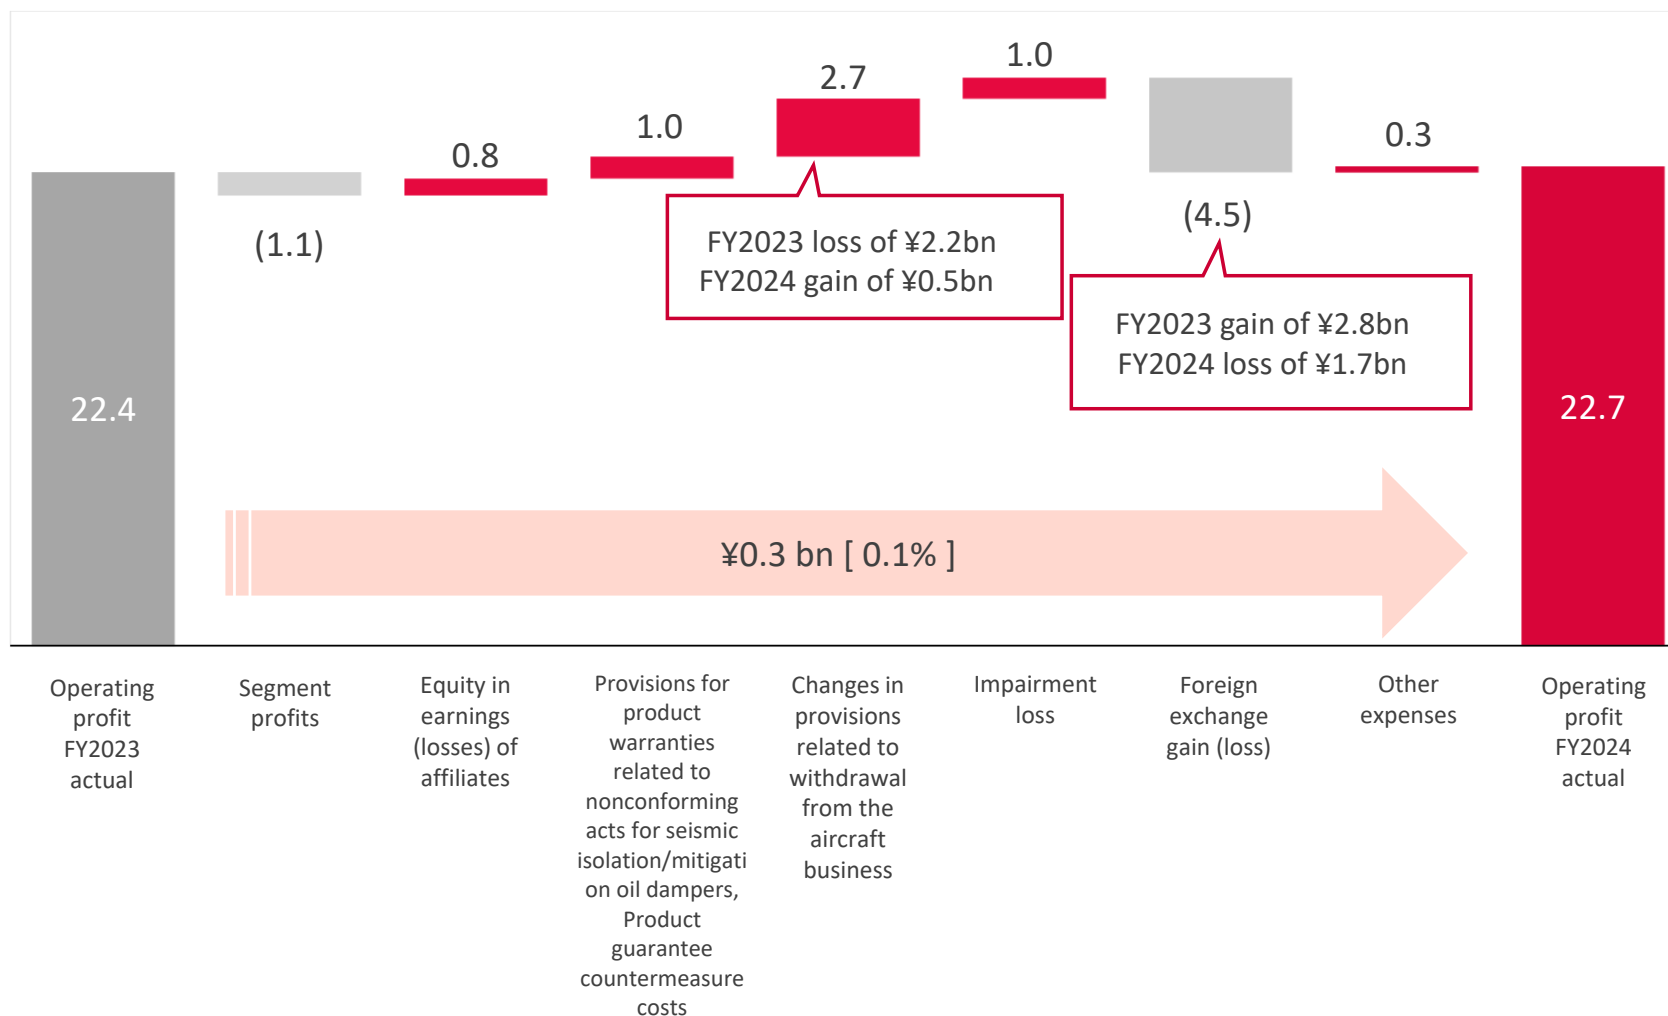 22.4
(1.1)
0.8
1.0
2.7
1.0
(4.5)
0.3
22.7
FY2023 loss of ¥2.2bn
FY2024 gain of ¥0.5bn
FY2023 gain of ¥2.8bn
FY2024 loss of ¥1.7bn
¥0.3 bn [ 0.1% ]
Operating
profit
FY2023
actual
Segment
profits
Equity in
earnings
(losses) of
affiliates
Provisions for
product
warranties
related to
nonconforming
acts for seismic
isolation/mitigati
on oil dampers,
Product
guarantee
countermeasure
costs
Changes in
provisions
related to
withdrawal
from the
aircraft
business
Impairment
loss
Foreign
exchange
gain (loss)
Other
expenses
Operating
profit
FY2024
actual